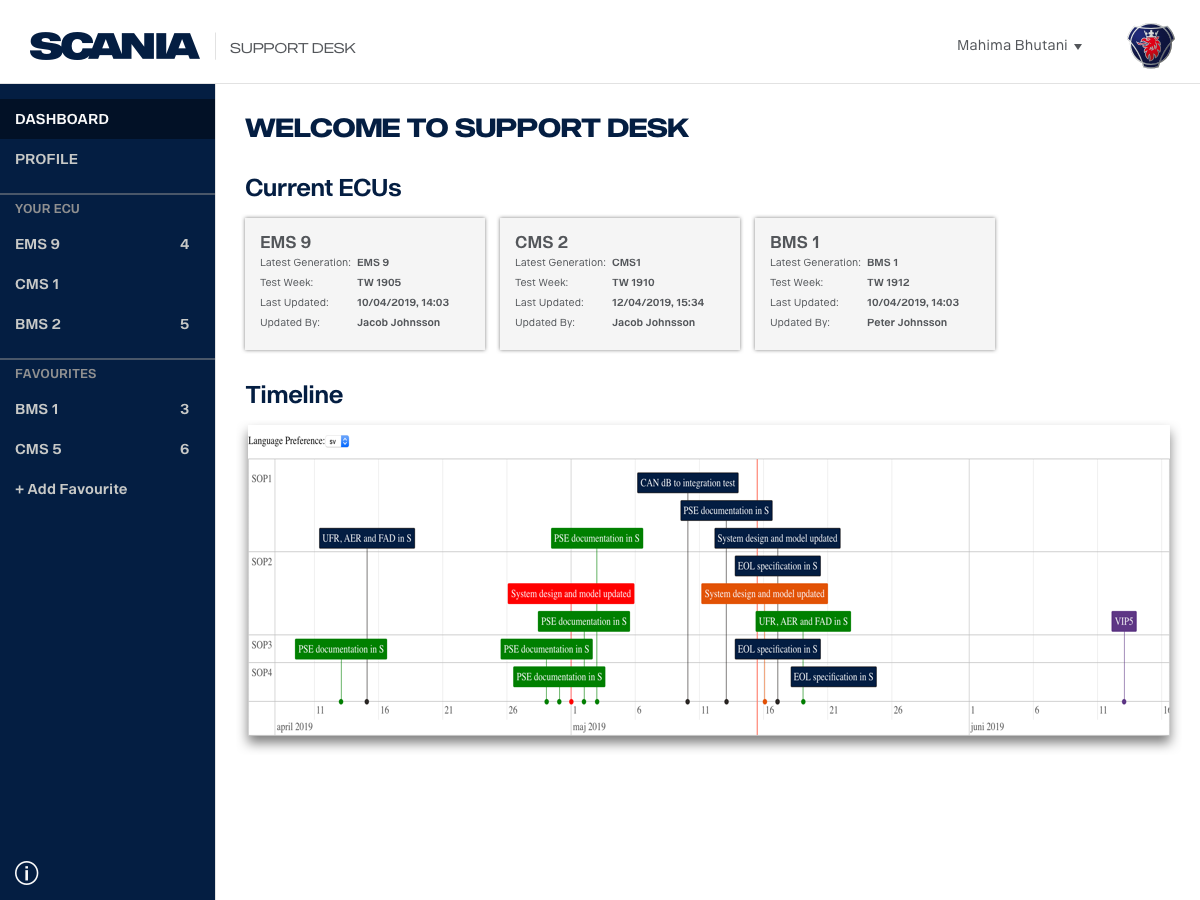 SCANIA
SUPPORT DESK
Mahima Bhutani
DASHBOARD
PROFILE
YOUR ECU
EMS 9 4
CMS 1
BMS 2 5
FAVOURITES
BMS 1 3
CMS 5 6
+ Add Favourite
WELCOME TO SUPPORT DESK
Current ECUs
EMS 9
Latest Generation: EMS 9
Test Week: TW 1905
Last Updated: 10/04/2019, 14:03
Updated By: Jacob Johnsson
CMS 2
Latest Generation: CMS1
Test Week: TW 1910
Last Updated: 12/04/2019, 15:34
Updated By: Jacob Johnsson
BMS 1
Latest Generation: BMS 1
Test Week: TW 1912
Last Updated: 10/04/2019, 14:03
Updated By: Peter Johnsson
Timeline
Language Preference: sv
SOP1
CAN dB to integration test
PSE documentation in S
UFR, AER and FAD in S
PSE documentation in S
System design and model updated
SOP2
EOL specification in S
System design and model updated
System design and model updated
PSE documentation in S
UFR, AER and FAD in S
VIP5
SOP3
PSE documentation in S
PSE documentation in S
EOL specification in S
SOP4
PSE documentation in S
EOL specification in S
11 16 21 26 1 6 11 16 21 26 1 6 11 16
april 2019 maj 2019 juni 2019